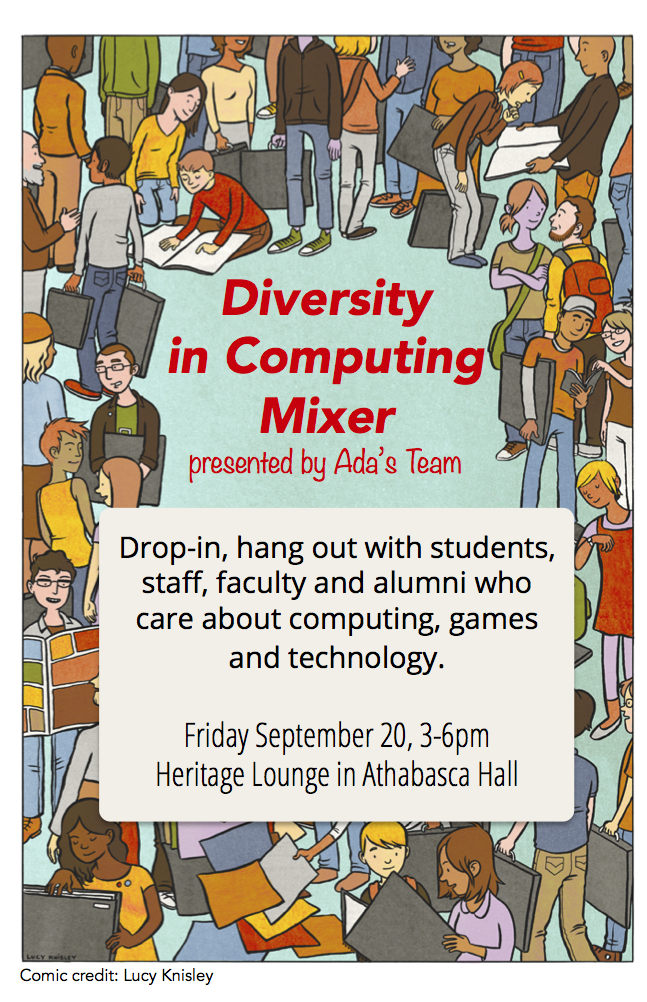 Diversity
in Computing
Mixer
presented by Ada's Team
Drop-in, hang out with students,
staff, faculty and alumni who
care about computing, games
and technology.
Friday September 20, 3-6pm
Heritage Lounge in Athabasca Hall
LUCY KNISLEY
Comic credit: Lucy Knisley